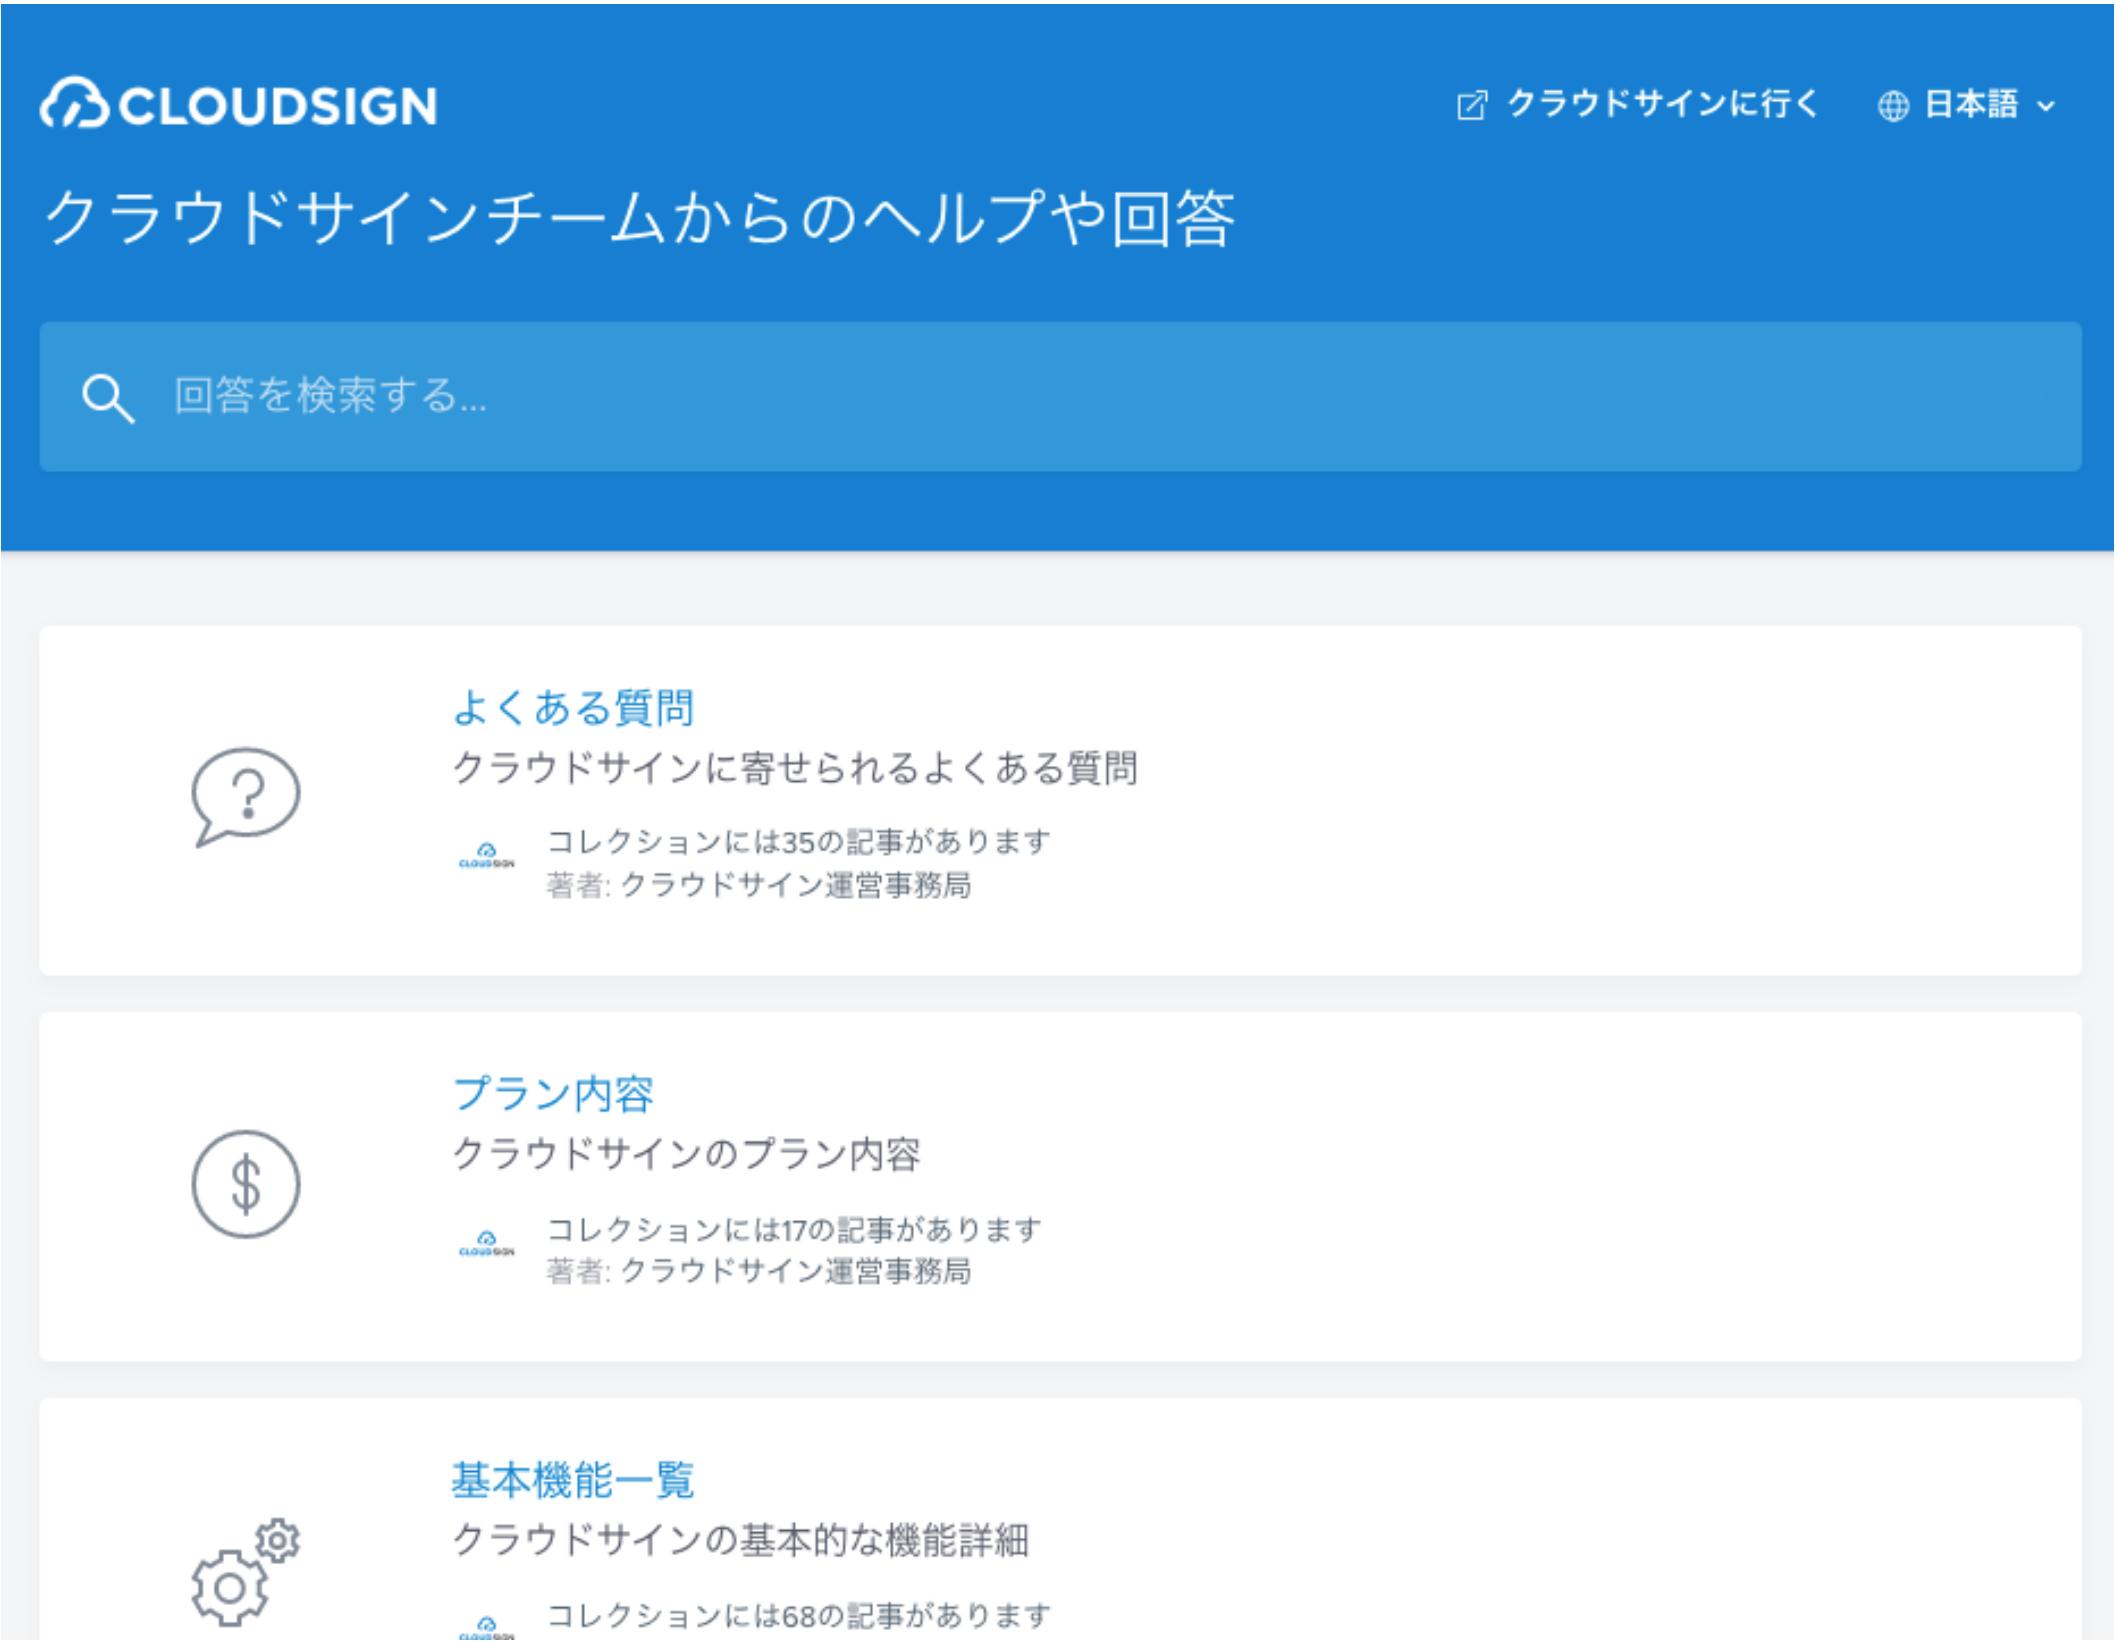 CLOUDSIGN
クラウドサインに行く 日本語
クラウドサインチームからのヘルプや回答
回答を検索する...
よくある質問
クラウドサインに寄せられるよくある質問
コレクションには35の記事があります
CLOUDSIGN
著者: クラウドサイン運営事務局
プラン内容
クラウドサインのプラン内容
コレクションには17の記事があります
CLOUDSIGN
著者: クラウドサイン運営事務局
基本機能一覧
クラウドサインの基本的な機能詳細
コレクションには68の記事があります
CLOUDSIGN